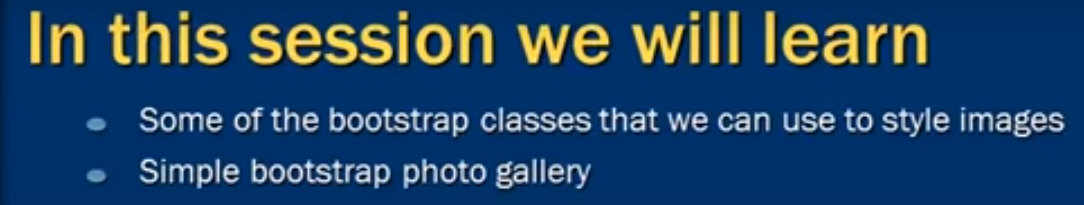 In this session we will learn
Some of the bootstrap classes that we can use to style images
Simple bootstrap photo gallery